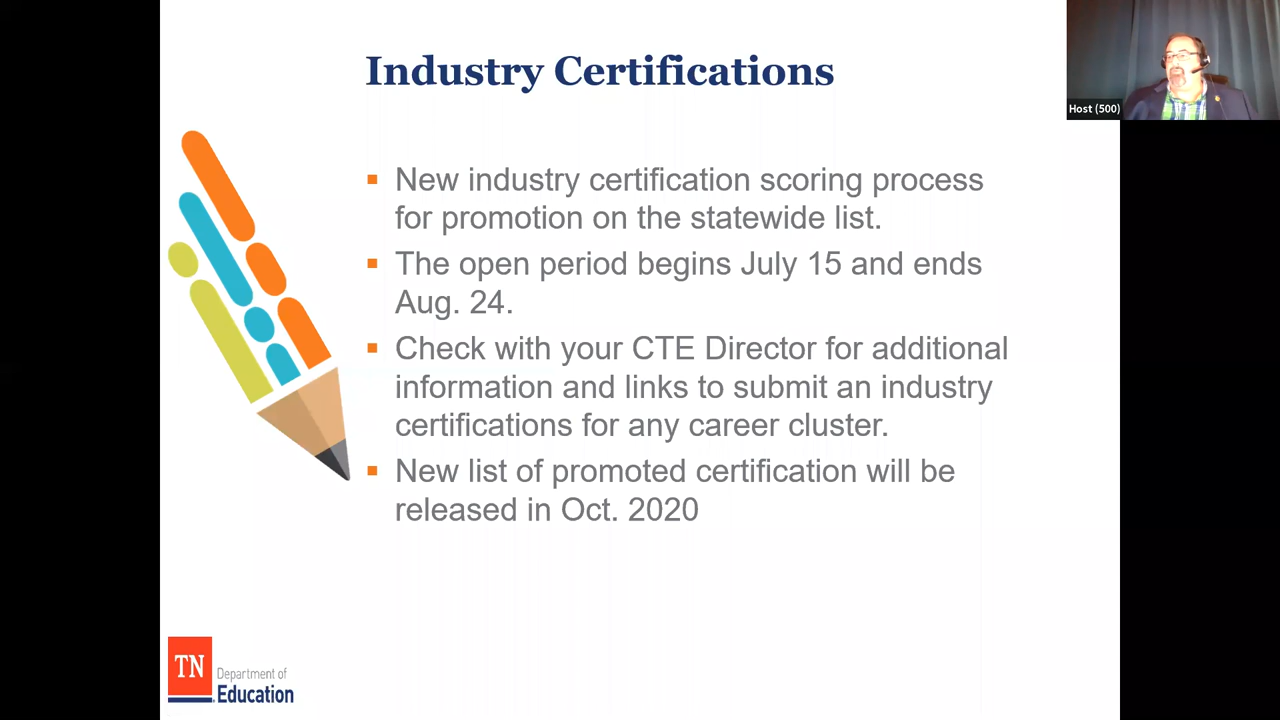 Industry Certifications
Host (500)
New industry certification scoring process
for promotion on the statewide list.
The open period begins July 15 and ends
Aug. 24.
Check with your CTE Director for additional
information and links to submit an industry
certifications for any career cluster.
New list of promoted certification will be
released in Oct. 2020
TN
Department of
Education